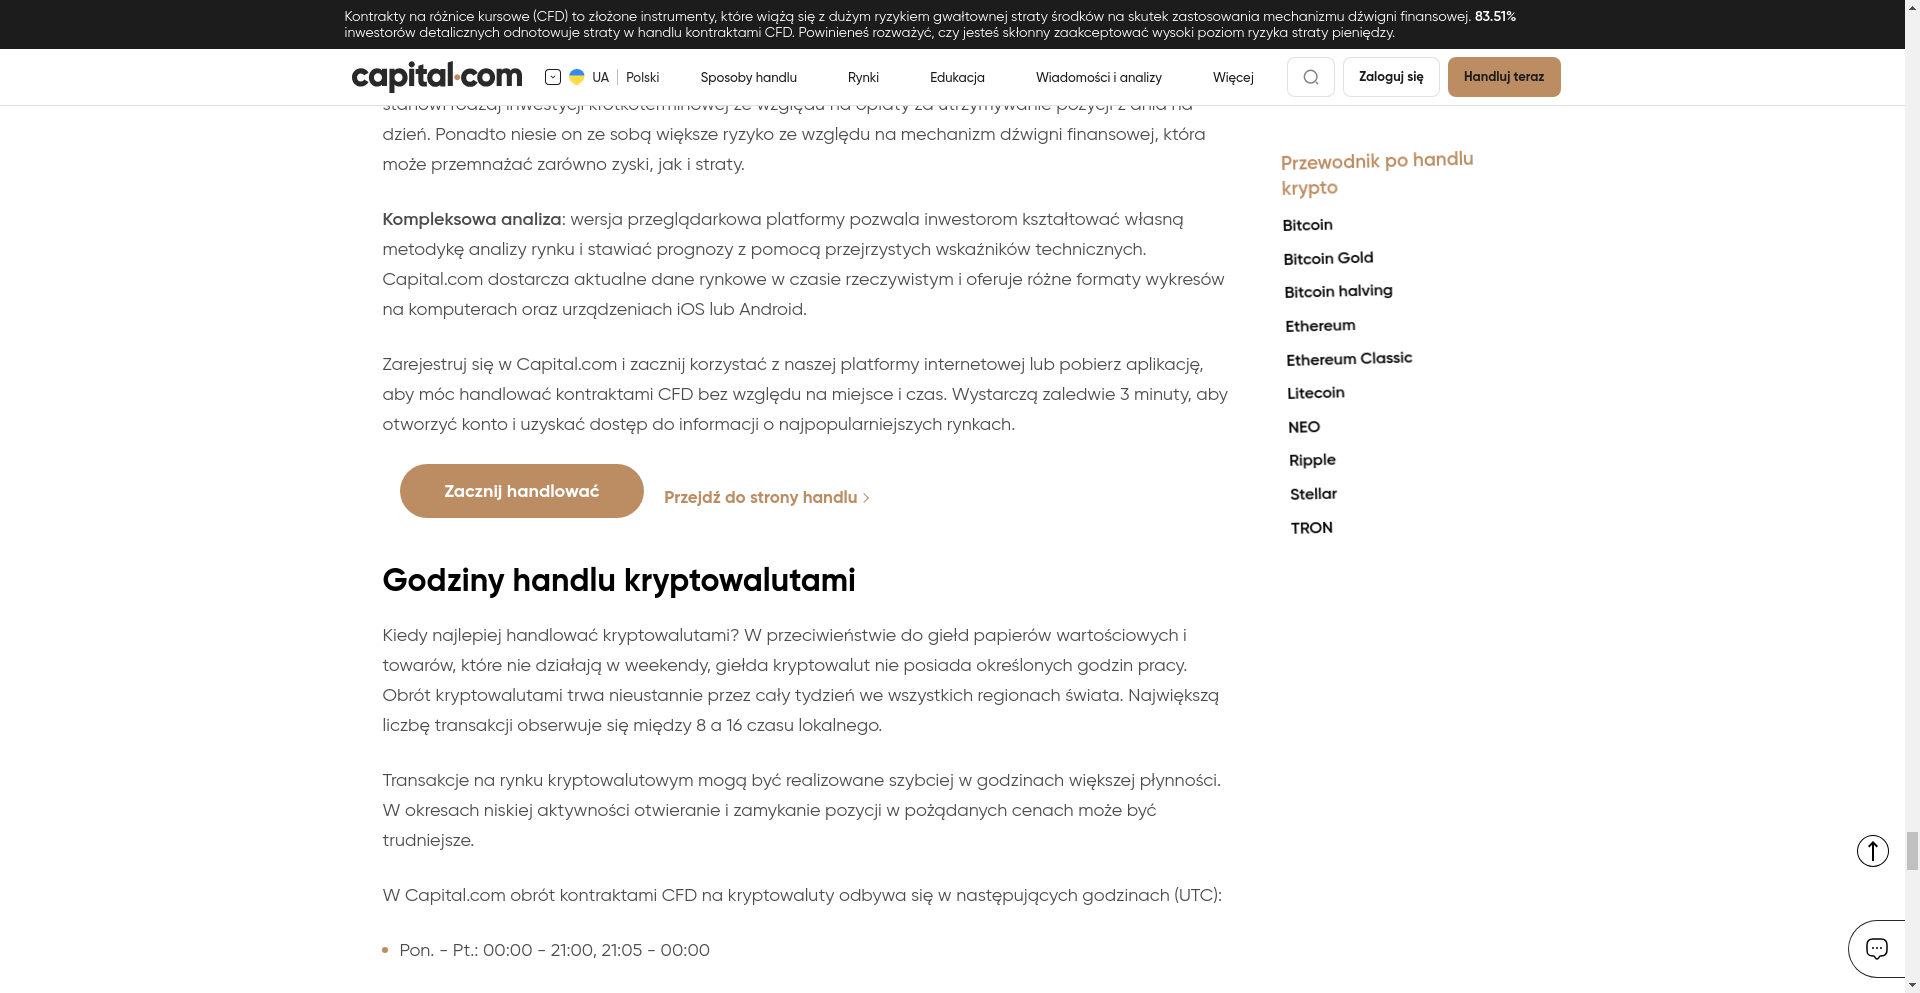 Kontrakty na różnice kursowe (CFD) to złożone instrumenty, które wiążą się z dużym ryzykiem gwałtownej straty środków na skutek zastosowania mechanizmu dźwigni finansowej. 83.51%
inwestorów detalicznych odnotowuje straty w handlu kontraktami CFD. Powinieneś rozważyć, czy jesteś skłonny zaakceptować wysoki poziom ryzyka straty pieniędzy.
capital.com
UA
Polski
Sposoby handlu
Rynki
Edukacja
Wiadomości i analizy
Więcej
Zaloguj się
Handluj teraz
stanowi rodzaj inwestycji krótkoterminowej ze względu na opłaty za utrzymywanie pozycji z dnia na
dzień. Ponadto niesie on ze sobą większe ryzyko ze względu na mechanizm dźwigni finansowej, która
może przemnażać zarówno zyski, jak i straty.
Kompleksowa analiza: wersja przeglądarkowa platformy pozwala inwestorom kształtować własną
metodykę analizy rynku i stawiać prognozy z pomocą przejrzystych wskaźników technicznych.
Capital.com dostarcza aktualne dane rynkowe w czasie rzeczywistym i oferuje różne formaty wykresów
na komputerach oraz urządzeniach iOS lub Android.
Zarejestruj się w Capital.com i zacznij korzystać z naszej platformy internetowej lub pobierz aplikację,
aby móc handlować kontraktami CFD bez względu na miejsce i czas. Wystarczą zaledwie 3 minuty, aby
otworzyć konto i uzyskać dostęp do informacji o najpopularniejszych rynkach.
Zacznij handlować
Przejdź do strony handlu
Godziny handlu kryptowalutami
Kiedy najlepiej handlować kryptowalutami? W przeciwieństwie do giełd papierów wartościowych i
towarów, które nie działają w weekendy, giełda kryptowalut nie posiada określonych godzin pracy.
Obrót kryptowalutami trwa nieustannie przez cały tydzień we wszystkich regionach świata. Największą
liczbę transakcji obserwuje się między 8 a 16 czasu lokalnego.
Transakcje na rynku kryptowalutowym mogą być realizowane szybciej w godzinach większej płynności.
W okresach niskiej aktywności otwieranie i zamykanie pozycji w pożądanych cenach może być
trudniejsze.
W Capital.com obrót kontraktami CFD na kryptowaluty odbywa się w następujących godzinach (UTC):
Pon. - Pt.: 00:00 - 21:00, 21:05 - 00:00
Przewodnik po handlu
krypto
Bitcoin
Bitcoin Gold
Bitcoin halving
Ethereum
Ethereum Classic
Litecoin
NEO
Ripple
Stellar
TRON